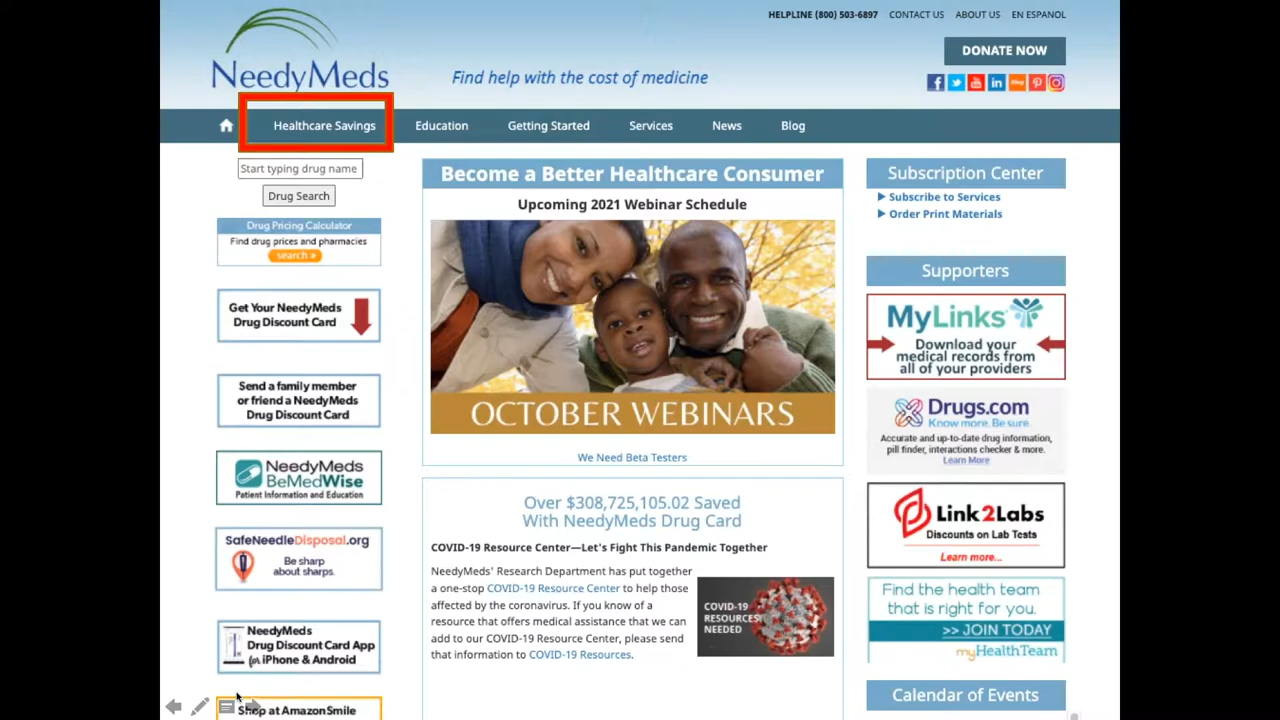 HELPLINE (800) 503-6897 CONTACT US ABOUT US EN ESPANOL
NeedyMeds
Find help with the cost of medicine
DONATE NOW
Blog
Healthcare Savings Education Getting Started Services News Blog
Start typing drug name
Drug Search
Drug Pricing Calculator
Find drug prices and pharmacies
search »
Get Your NeedyMeds
Drug Discount Card
Send a family member
or friend a NeedyMeds
Drug Discount Card
NeedyMeds
BeMedWise
Patient Information and Education
SafeNeedleDisposal.org
Be sharp
about sharps.
NeedyMeds
Drug Discount Card App
for iPhone & Android
Shop at AmazonSmile
Become a Better Healthcare Consumer
Upcoming 2021 Webinar Schedule
OCTOBER WEBINARS
We Need Beta Testers
Over $308,725,105.02 Saved
With NeedyMeds Drug Card
COVID-19 Resource Center—Let's Fight This Pandemic Together
NeedyMeds' Research Department has put together
a one-stop COVID-19 Resource Center to help those
affected by the coronavirus. If you know of a
resource that offers medical assistance that we can
add to our COVID-19 Resource Center, please send
that information to COVID-19 Resources.
COVID-19
RESOURCES
NEEDED
Subscription Center
Subscribe to Services
Order Print Materials
Supporters
MyLinks
Download your
medical records from
all of your providers
Drugs.com
Know more. Be sure.
Accurate and up-to-date drug information,
pill finder, interactions checker & more.
Learn More
Link2Labs
Discounts on Lab Tests
Learn more...
Find the health team
that is right for you.
>> JOIN TODAY
myHealthTeam
Calendar of Events